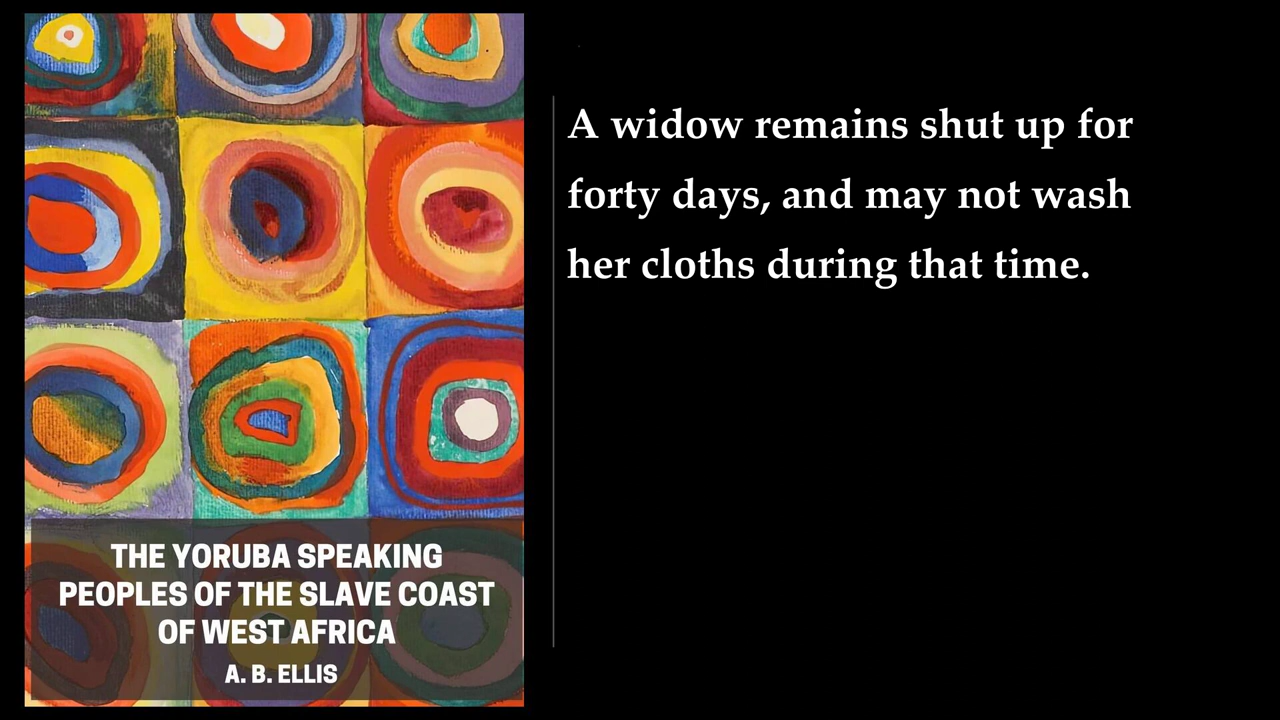 THE YORUBA SPEAKING
PEOPLES OF THE SLAVE COAST
OF WEST AFRICA
A. B. ELLIS
A widow remains shut up for
forty days, and may not wash
her cloths during that time.